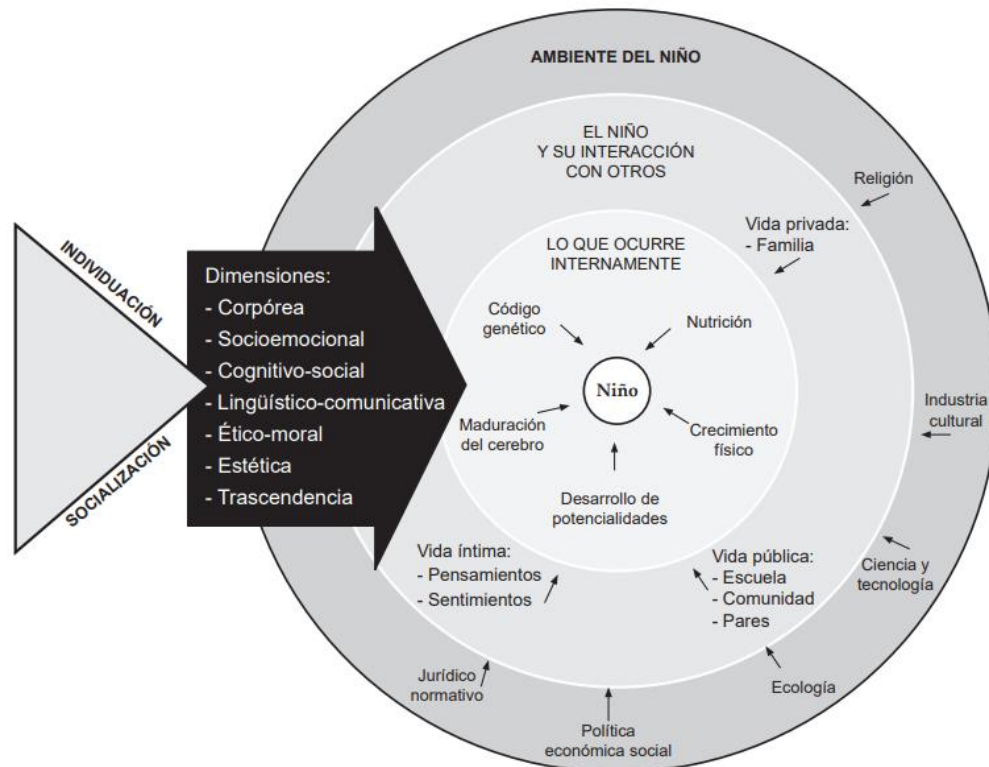 AMBIENTE DEL NIÑO
EL NIÑO
Y SU INTERACCIÓN
CON OTROS
Religión
Vida privada:
- Familia
LO QUE OCURRE
INTERNAMENTE
INDIVIDUACIÓN
SOCIALIZACIÓN
Dimensiones:
- Corpórea
- Socioemocional
- Cognitivo-social
- Lingüístico-comunicativa
- Ético-moral
- Estética
- Trascendencia
Código
genético
Nutrición
Niño
Maduración
del cerebro
Crecimiento
físico
Desarrollo de
potencialidades
Industria
cultural
Vida íntima:
- Pensamientos
- Sentimientos
Vida pública:
- Escuela
- Comunidad
- Pares
Ciencia y
tecnología
Jurídico
normativo
Ecología
Política
económica social